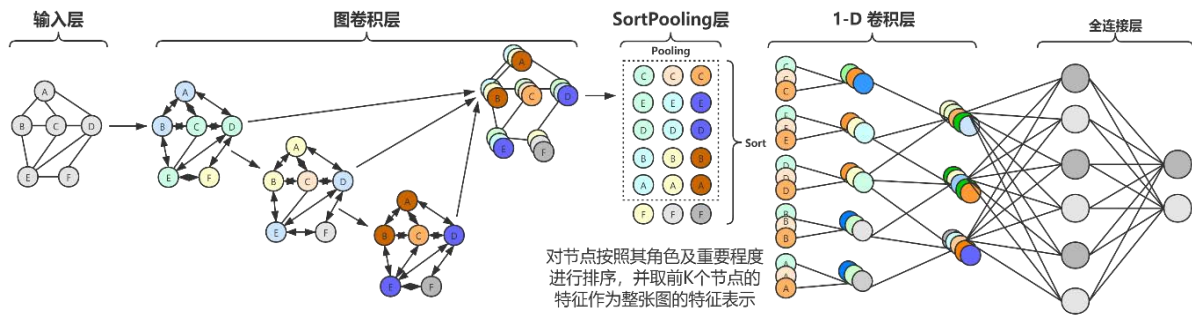 输入层
图卷积层
SortPooling层
1-D 卷积层
全连接层
Pooling
Sort
A
B C D
E F
A
B C D
E F
A
B C D
E F
A
B C D
E F
A
B C D
E F
C C C
E E E
D D D
B B B
A A A
F F F
C
C
C
E
E
E
D
D
D
B
B
B
A
A
A
对节点按照其角色及重要程度
进行排序，并取前K个节点的
特征作为整张图的特征表示